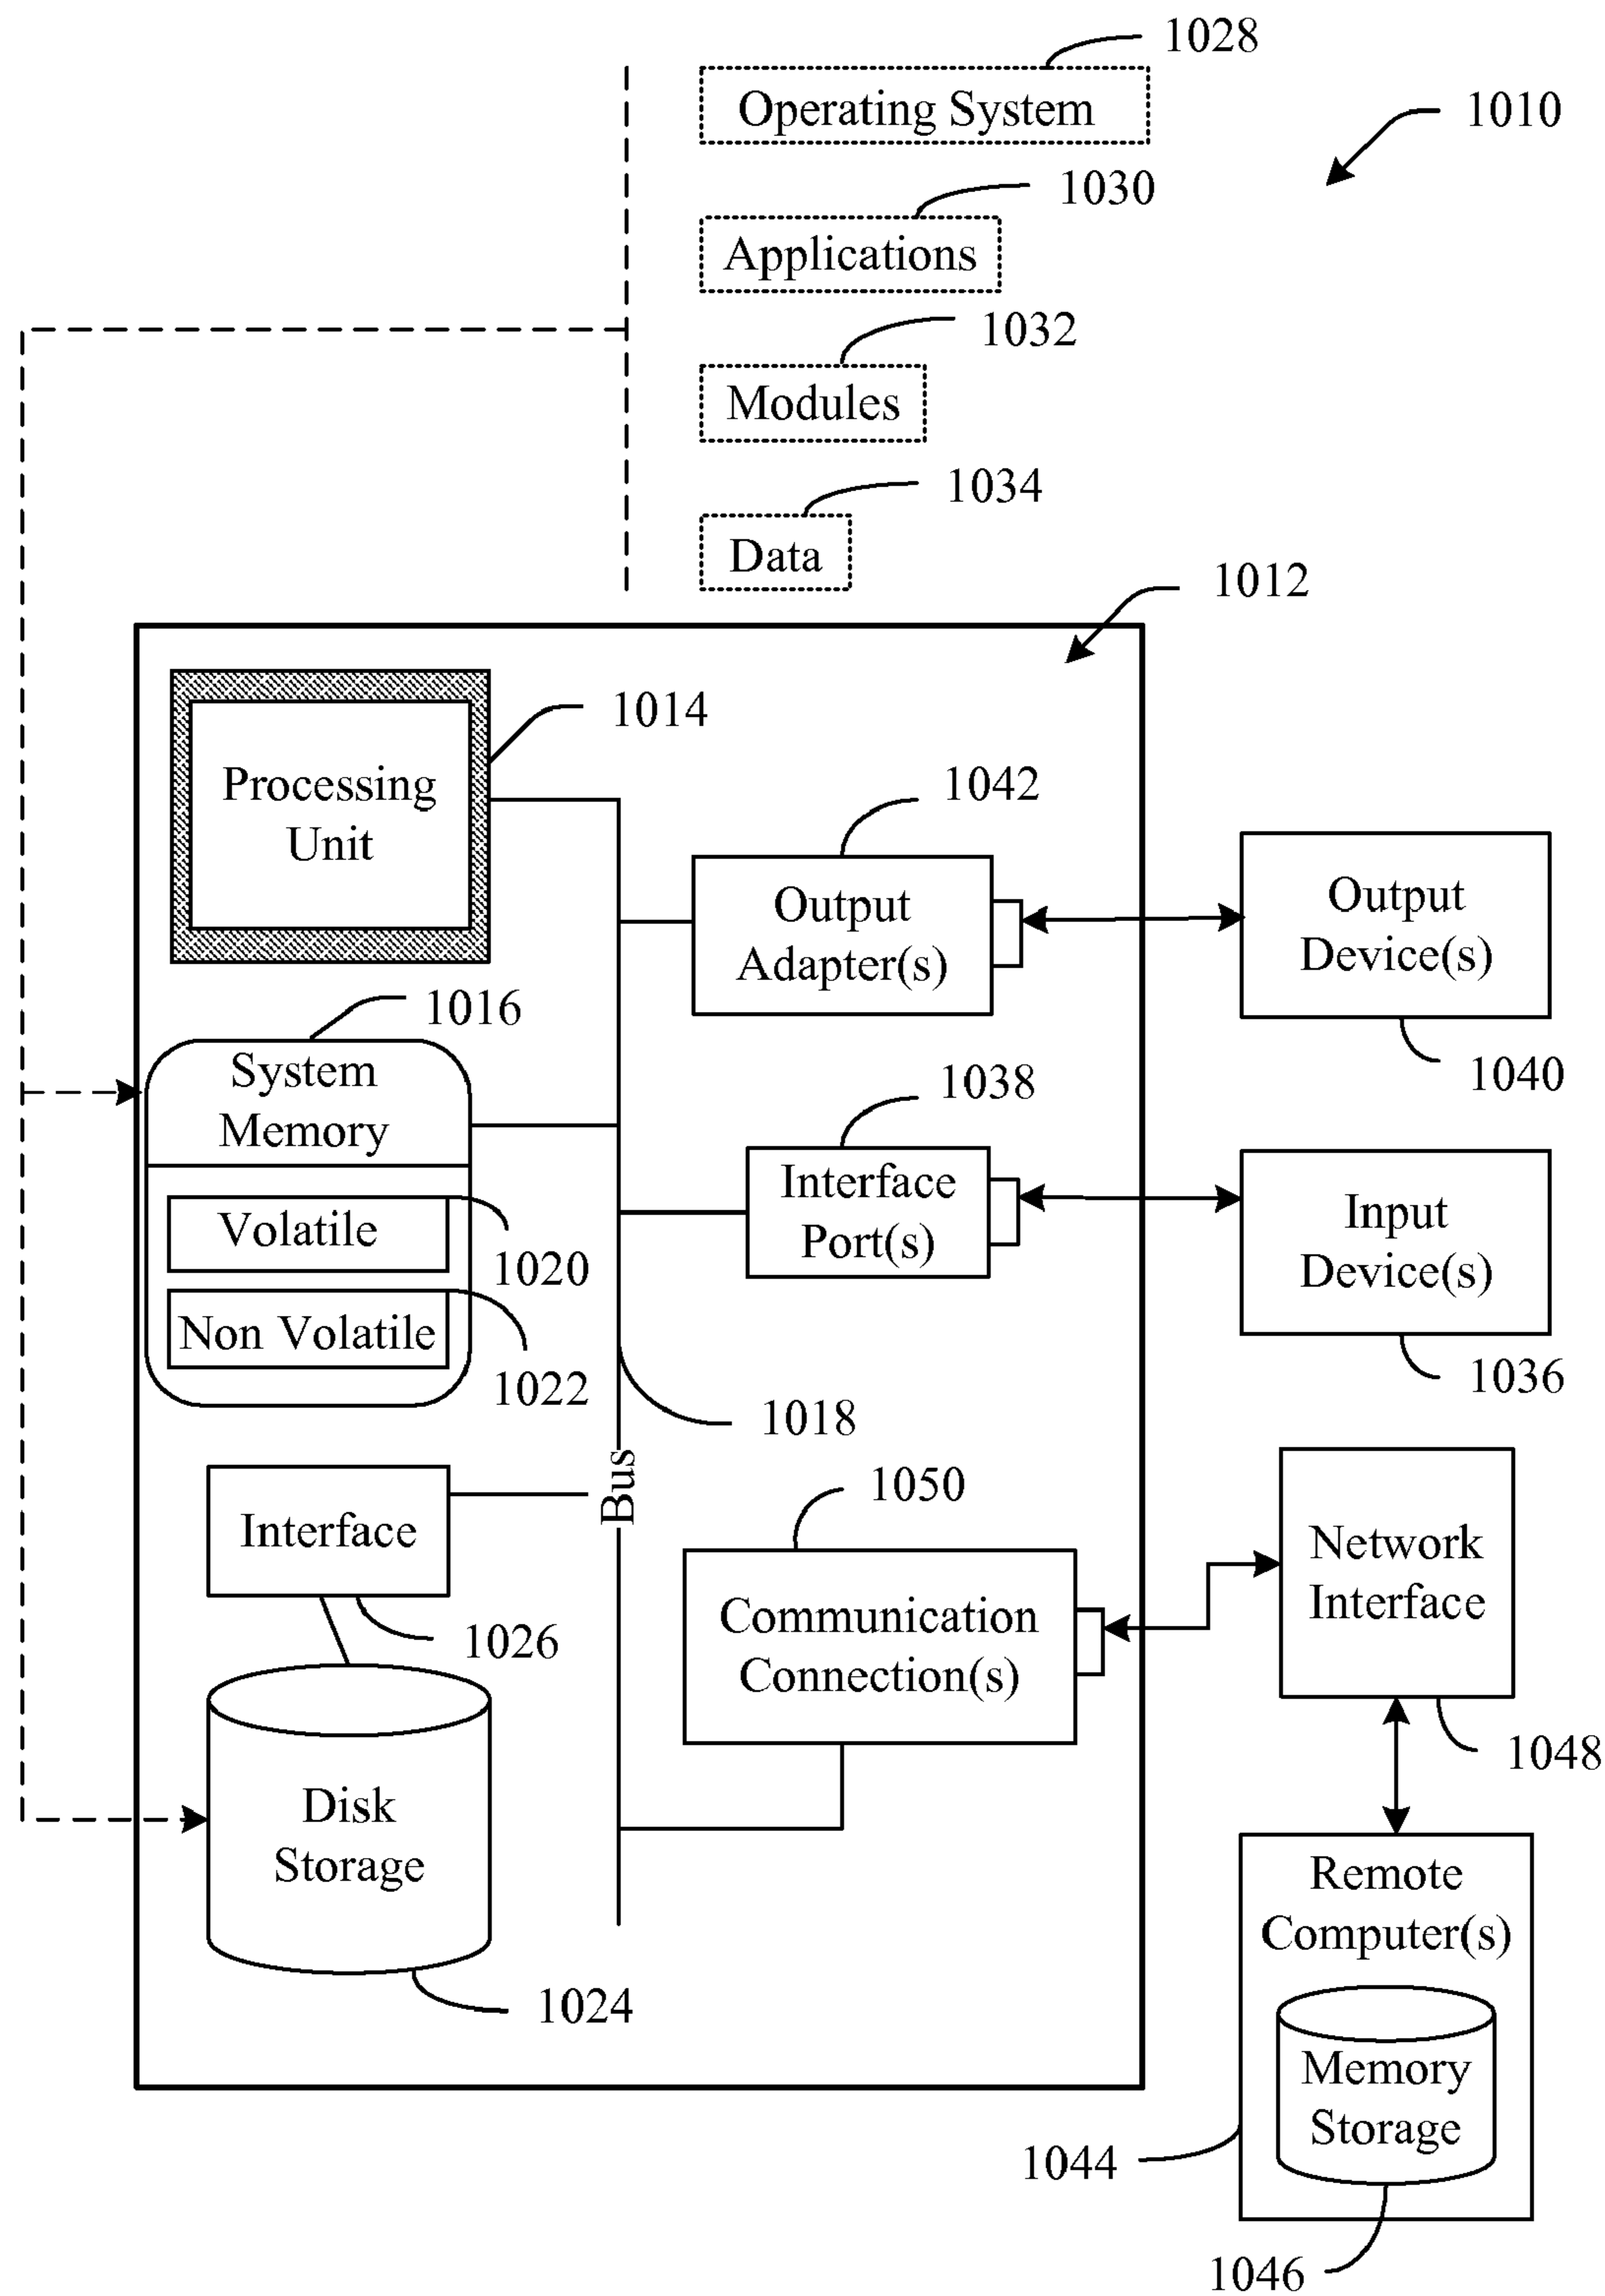 1028
Operating System
1010
1030
Applications
1032
Modules
1034
Data
1012
1014
Processing
Unit
1042
Output
Adapter(s)
Output
Device(s)
1040
1016
System
Memory
1038
Interface
Port(s)
Input
Device(s)
1036
Volatile
1020
Non Volatile
1022
1018
Bus
Interface
1026
1050
Communication
Connection(s)
Network
Interface
1048
Disk
Storage
1024
Remote
Computer(s)
Memory
Storage
1044
1046